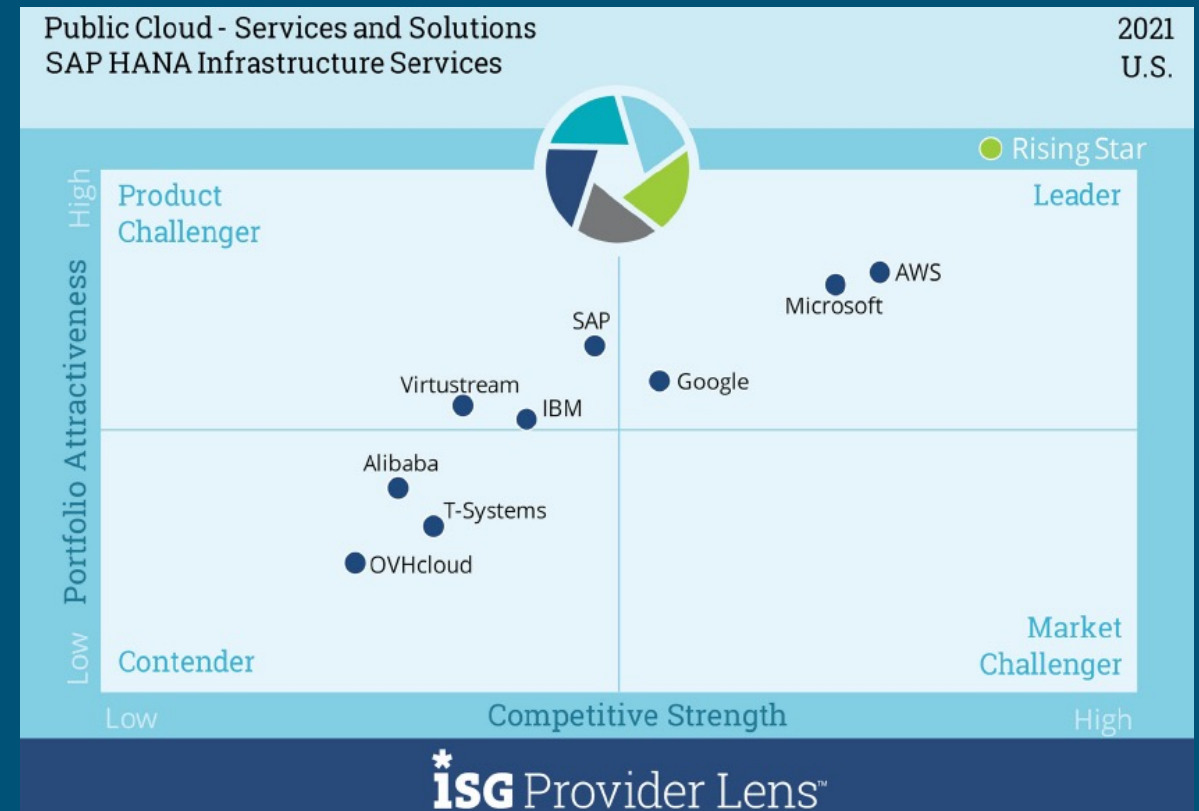 Public Cloud - Services and Solutions
SAP HANA Infrastructure Services
2021
U.S.
Rising Star
High
Product
Challenger
Leader
AWS
Microsoft
SAP
Google
Virtustream
IBM
Portfolio Attractiveness
Alibaba
T-Systems
OVHcloud
Low
Contender
Market
Challenger
Low
Competitive Strength
High
ISG Provider Lens™